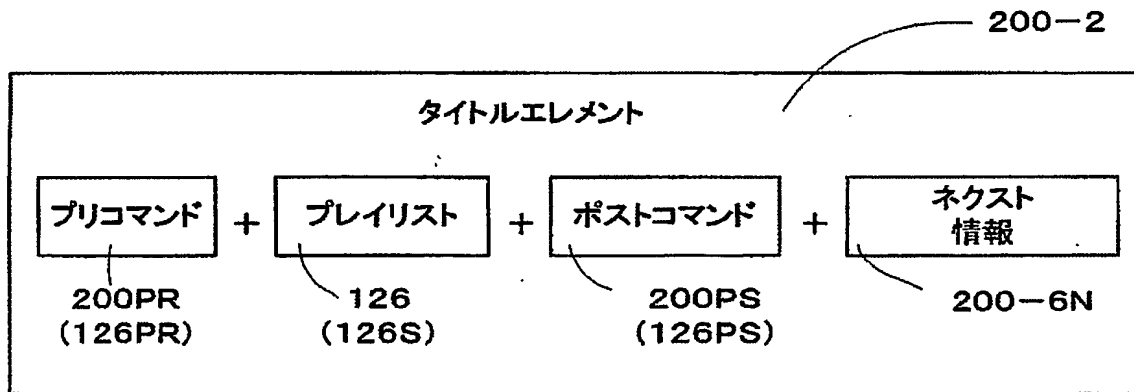 200-2
タイトルエレメント
プリコマンド + プレイリスト + ポストコマンド + ネクスト
情報
200PR 126 200PS 200-6N
(126PR) (126S) (126PS)